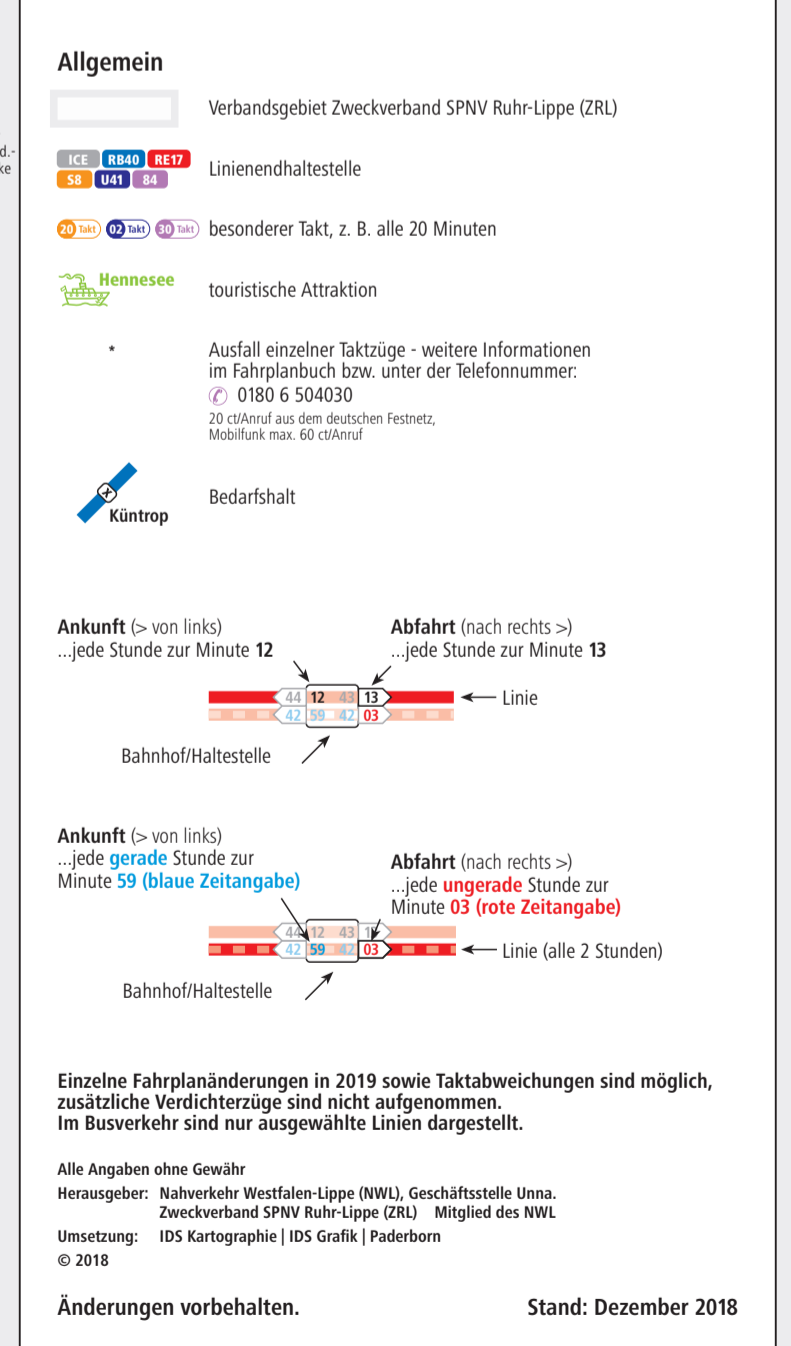 d.-
ke
Allgemein
Verbandsgebiet Zweckverband SPNV Ruhr-Lippe (ZRL)
ICE RB40 RE17
S8 U41 84
Linienendhaltestelle
20 Takt 02 Takt 30 Takt besonderer Takt, z. B. alle 20 Minuten
Hennesee
touristische Attraktion
* Ausfall einzelner Taktzüge - weitere Informationen
im Fahrplanbuch bzw. unter der Telefonnummer:
0180 6 504030
20 ct/Anruf aus dem deutschen Festnetz,
Mobilfunk max. 60 ct/Anruf
X
Küntrop
Bedarfshalt
Ankunft (> von links)
...jede Stunde zur Minute 12
Abfahrt (nach rechts >)
...jede Stunde zur Minute 13
44 12 43 13
42 59 42 03
Linie
Bahnhof/Haltestelle
Ankunft (> von links)
...jede gerade Stunde zur
Minute 59 (blaue Zeitangabe)
Abfahrt (nach rechts >)
...jede ungerade Stunde zur
Minute 03 (rote Zeitangabe)
44 12 43 13
42 59 42 03
Linie (alle 2 Stunden)
Bahnhof/Haltestelle
Einzelne Fahrplanänderungen in 2019 sowie Taktabweichungen sind möglich,
zusätzliche Verdichterzüge sind nicht aufgenommen.
Im Busverkehr sind nur ausgewählte Linien dargestellt.
Alle Angaben ohne Gewähr
Herausgeber: Nahverkehr Westfalen-Lippe (NWL), Geschäftsstelle Unna.
Zweckverband SPNV Ruhr-Lippe (ZRL) Mitglied des NWL
Umsetzung: IDS Kartographie | IDS Grafik | Paderborn
© 2018
Änderungen vorbehalten. Stand: Dezember 2018